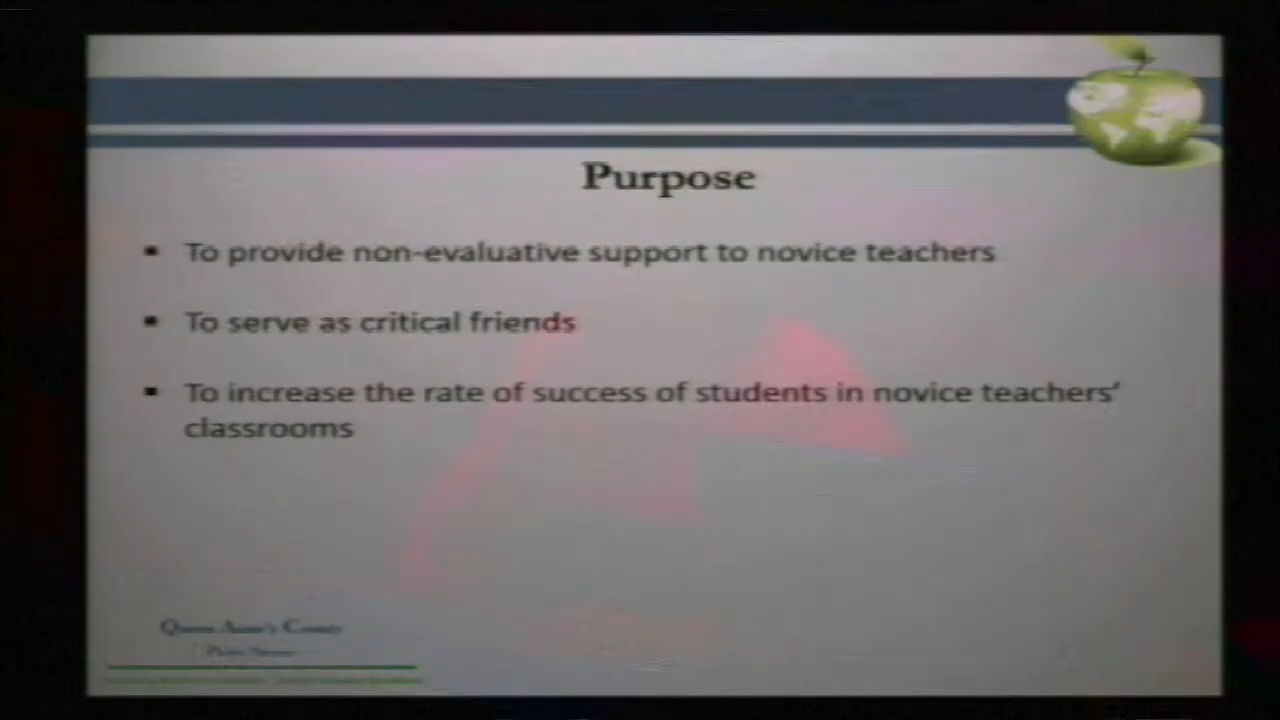 Purpose
▪ To provide non-evaluative support to novice teachers
▪ To serve as critical friends
▪ To increase the rate of success of students in novice teachers’
classrooms
Queen Anne's County